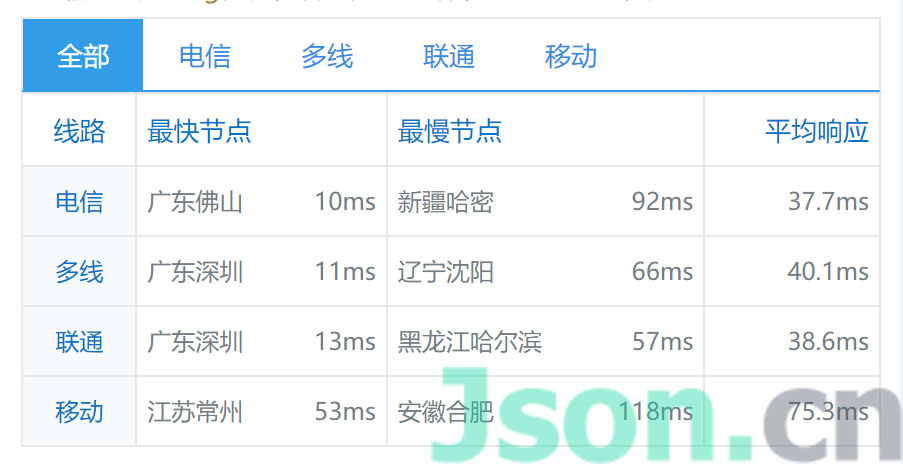 全部 电信 多线 联通 移动
线路 最快节点 最慢节点 平均响应
电信 广东佛山 10ms 新疆哈密 92ms 37.7ms
多线 广东深圳 11ms 辽宁沈阳 66ms 40.1ms
联通 广东深圳 13ms 黑龙江哈尔滨 57ms 38.6ms
移动 江苏常州 53ms 安徽合肥 118ms 75.3ms
Json.cn